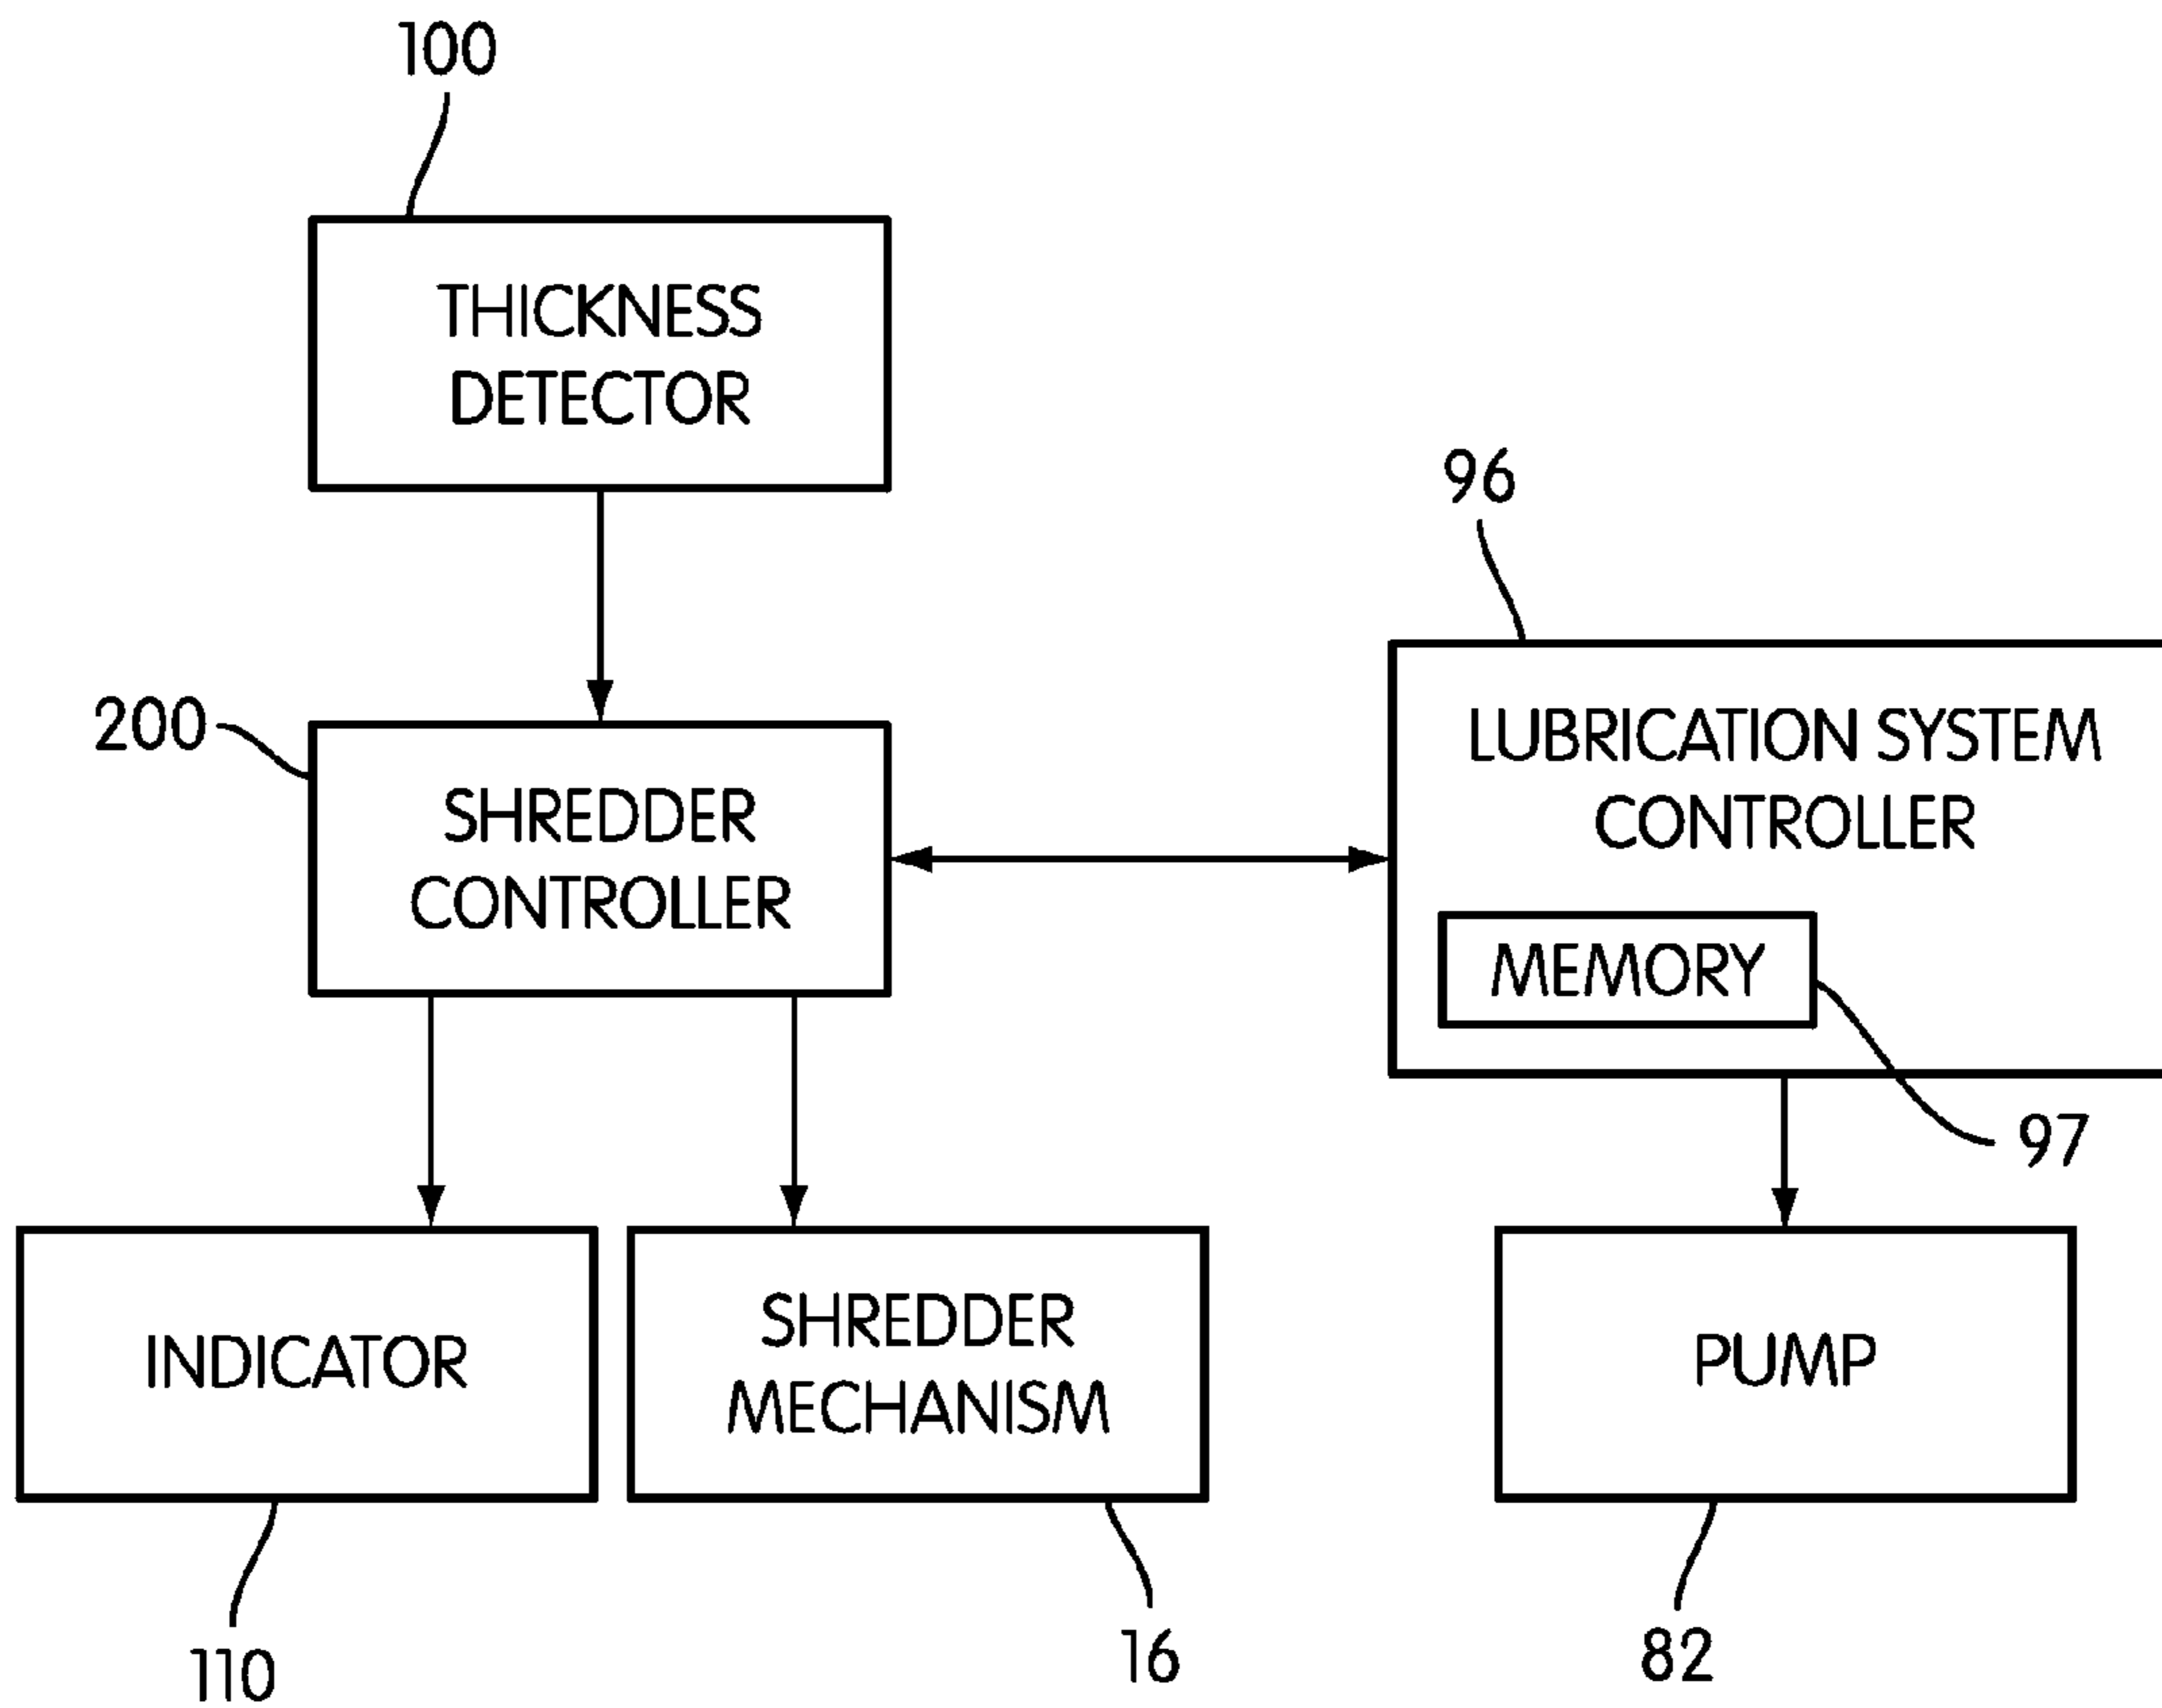 100
THICKNESS
DETECTOR
96
200
SHREDDER
CONTROLLER
LUBRICATION SYSTEM
CONTROLLER
MEMORY
97
INDICATOR
SHREDDER
MECHANISM
PUMP
110
16
82